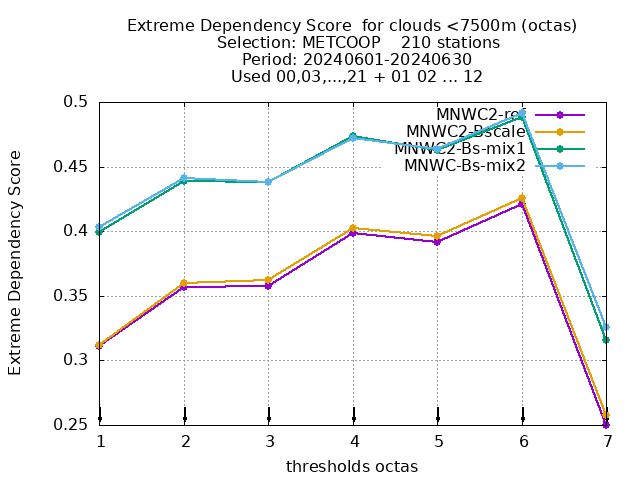 Extreme Dependency Score  for clouds <7500m (octas)
Selection: METCOOP    210 stations
Period: 20240601-20240630
Used 00,03,...,21 + 01 02 ... 12
MNWC2-ref
MNWC2-Bscale
MNWC2-Bs-mix1
MNWC-Bs-mix2
0.5
0.45
0.4
0.35
0.3
0.25
Extreme Dependency Score
1 2 3 4 5 6 7
thresholds octas